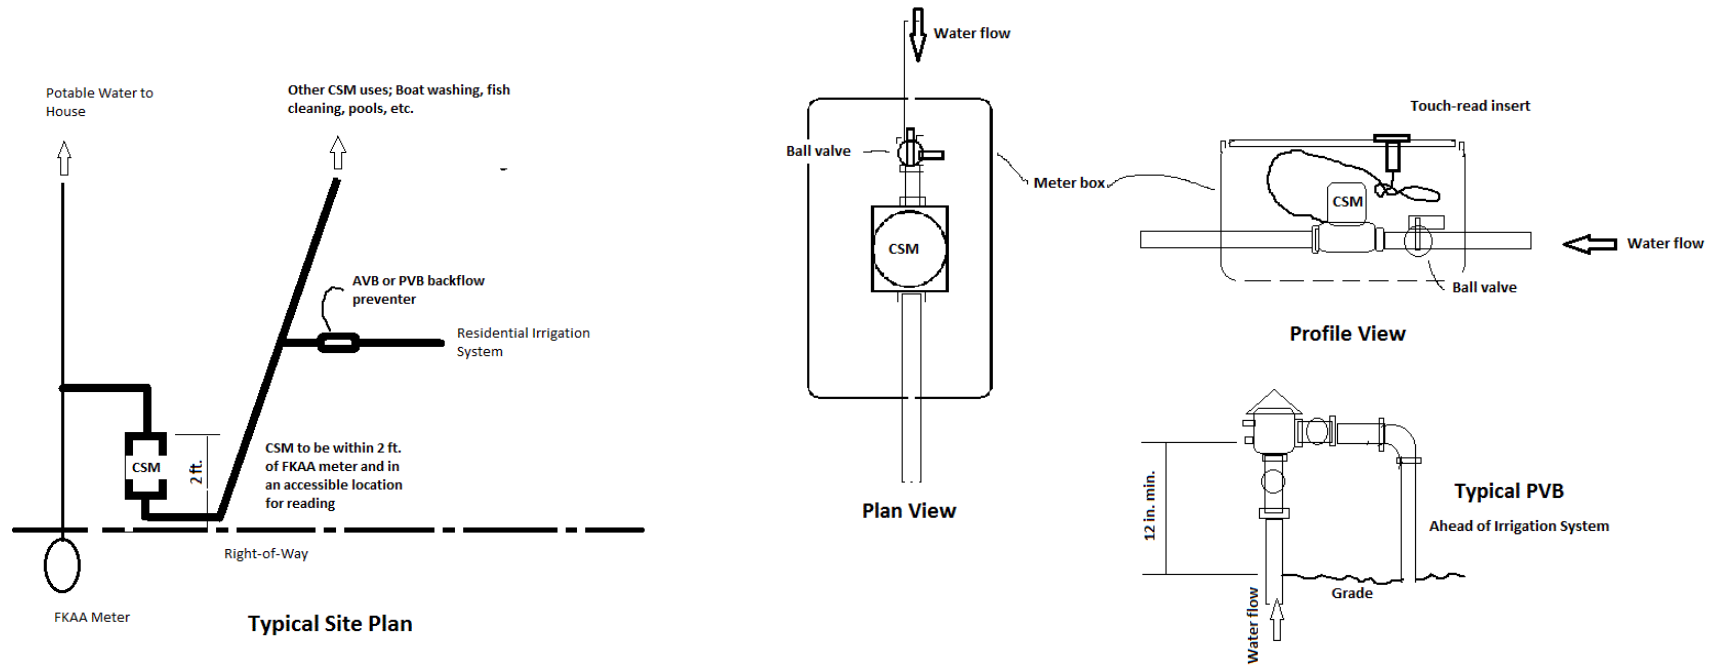 Potable Water to
House
Other CSM uses; Boat washing, fish
cleaning, pools, etc.
AVB or PVB backflow
preventer
Residential Irrigation
System
CSM
2 ft.
CSM to be within 2 ft.
of FKAA meter and in
an accessible location
for reading
Right-of-Way
FKAA Meter
Typical Site Plan
Water flow
Ball valve
Meter box
CSM
Plan View
Touch-read insert
CSM
Water flow
Ball valve
Profile View
12 in. min.
Typical PVB
Ahead of Irrigation System
Grade
Water flow